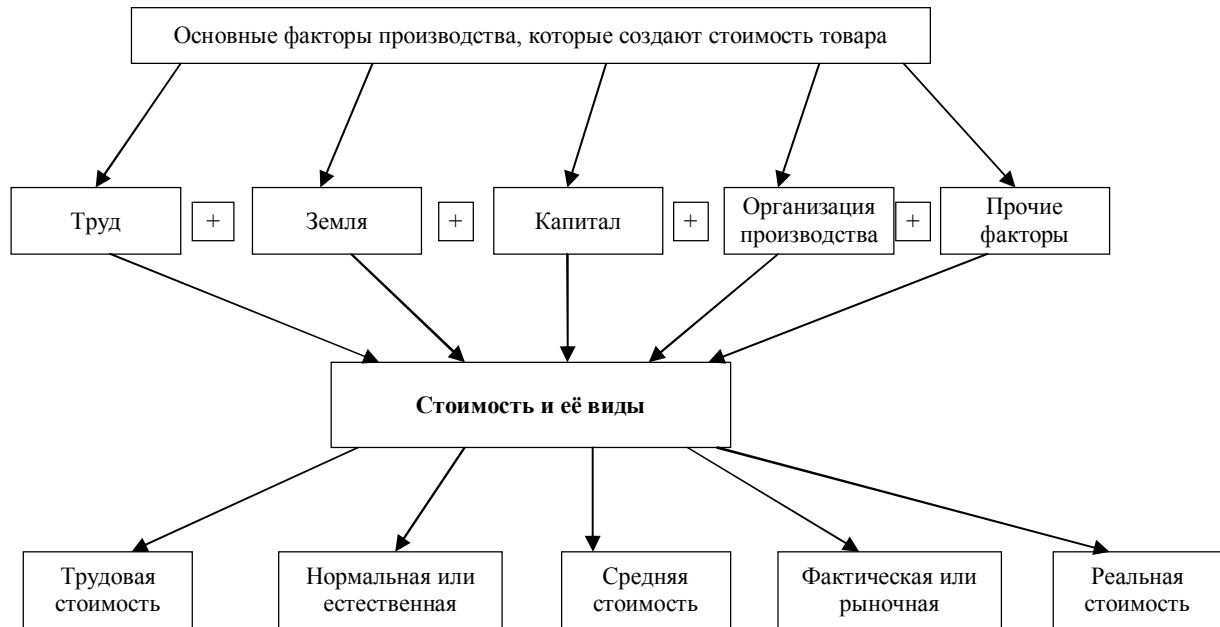 Основные факторы производства, которые создают стоимость товара
Труд
+
Земля
+
Капитал
+
Организация
производства
+
Прочие
факторы
Стоимость и её виды
Трудовая
стоимость
Нормальная или
естественная
Средняя
стоимость
Фактическая или
рыночная
Реальная
стоимость